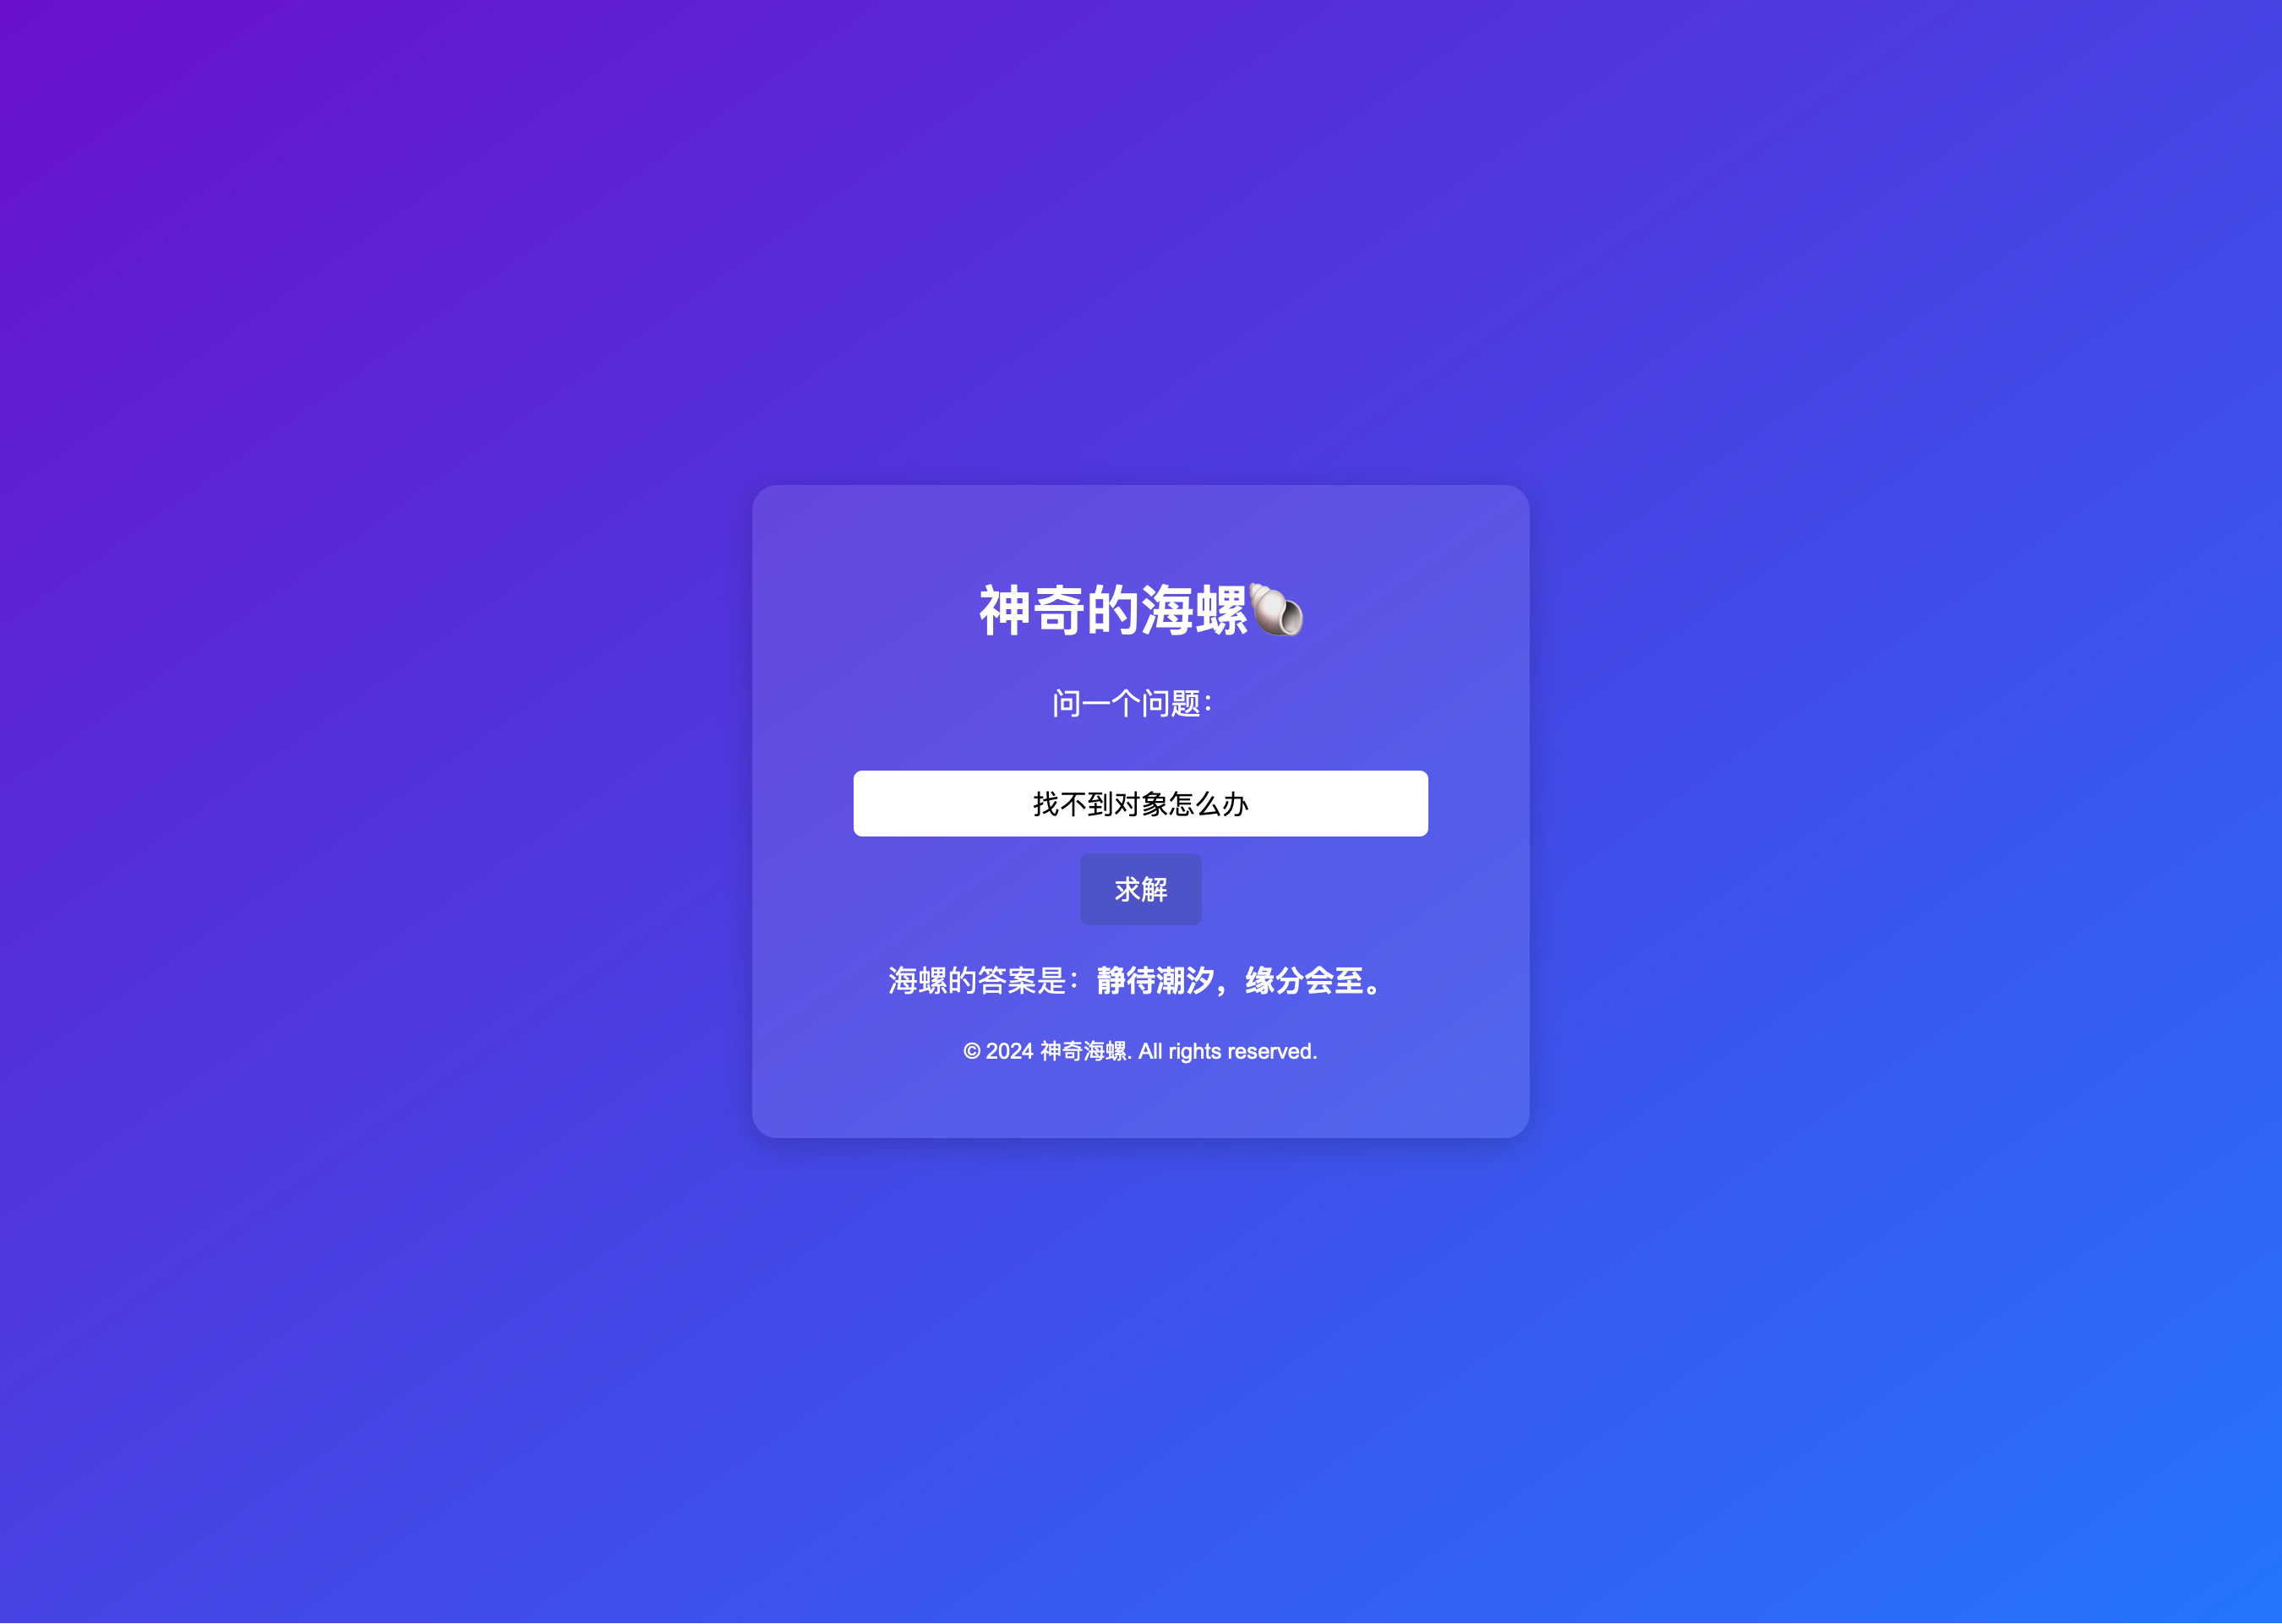 神奇的海螺🐚
问一个问题：
找不到对象怎么办
求解
海螺的答案是：静待潮汐，缘分会至。
© 2024 神奇海螺. All rights reserved.